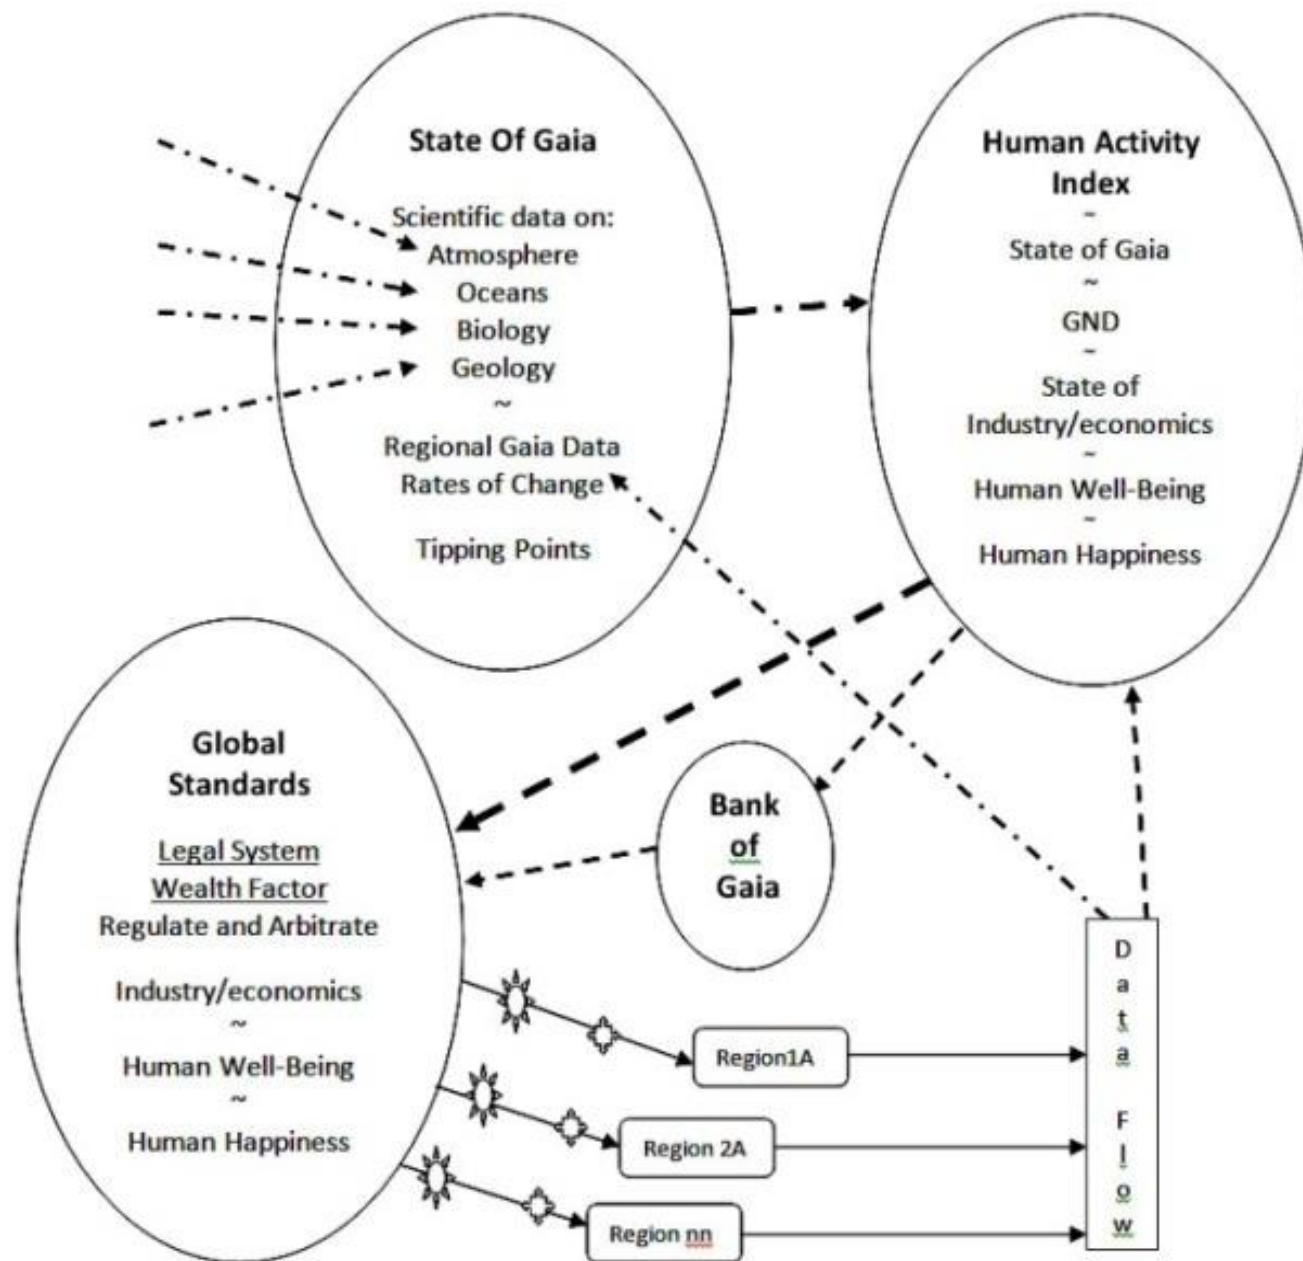 State Of Gaia
Scientific data on:
Atmosphere
Oceans
Biology
Geology
~
Regional Gaia Data
Rates of Change
Tipping Points
Human Activity
Index
~
State of Gaia
~
GND
~
State of
Industry/economics
~
Human Well-Being
~
Human Happiness
Global
Standards
Legal System
Wealth Factor
Regulate and Arbitrate
Industry/economics
~
Human Well-Being
~
Human Happiness
Bank
of
Gaia
Region1A
Region 2A
Region nn
Data Flow